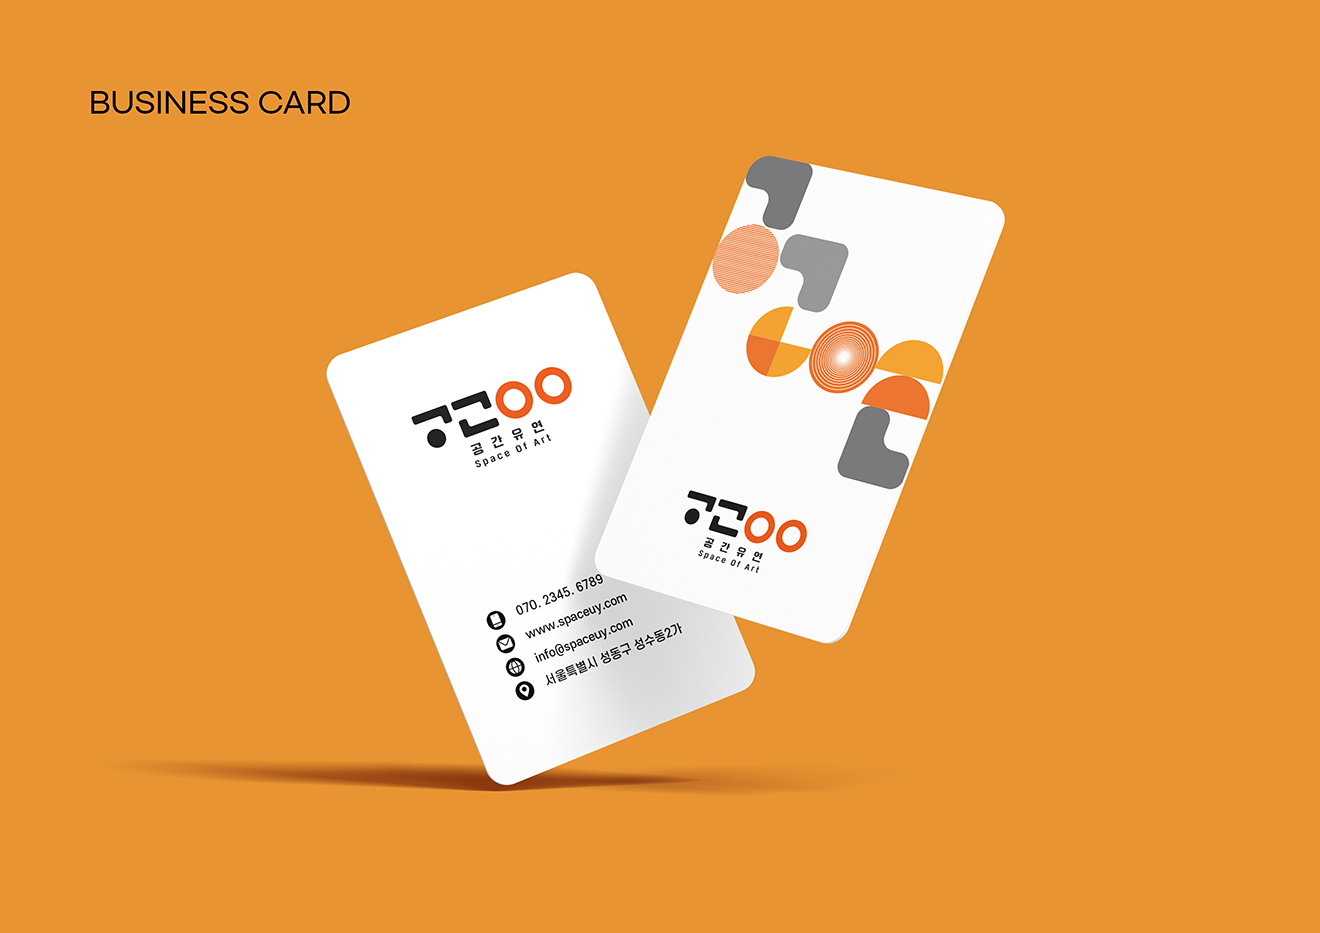 BUSINESS CARD
공간유연
Space Of Art
070. 2345. 6789
www.spaceuy.com
info@spaceuy.com
서울특별시 성동구 성수동2가
공간유연
Space Of Art